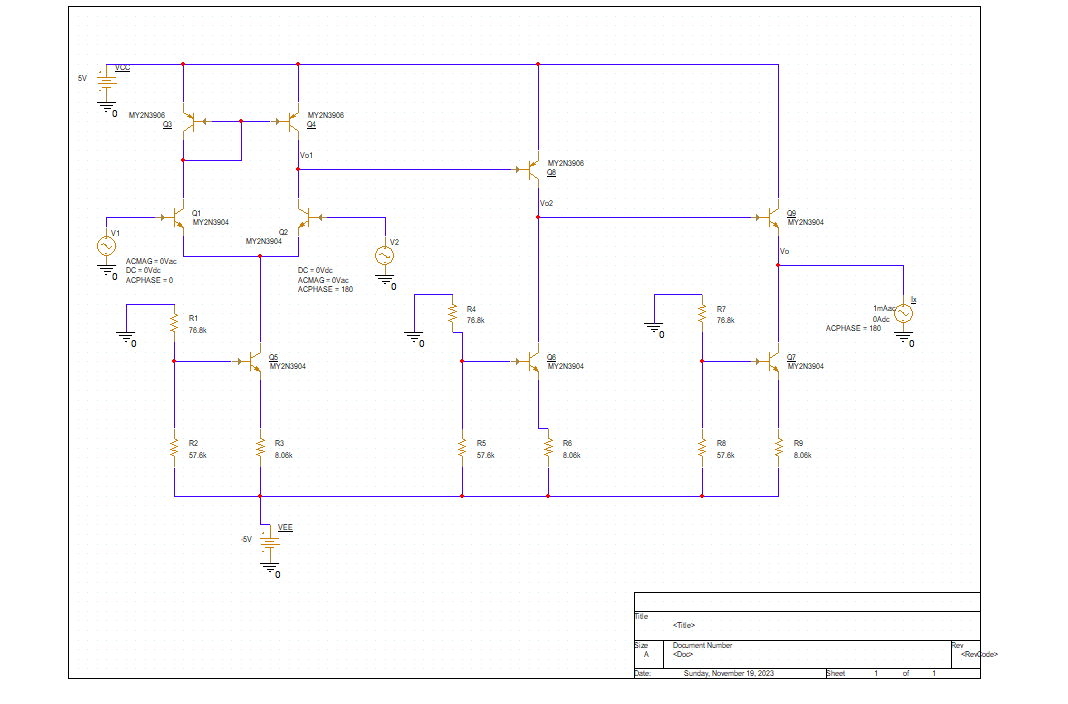 VCC
5V
0
MY2N3906
Q3
MY2N3906
Q4
Vo1
MY2N3906
Q8
Vo2
Q1
MY2N3904
Q2
MY2N3904
Q9
MY2N3904
V1
0
ACMAG = 0Vac
DC = 0Vdc
ACPHASE = 0
V2
0
DC = 0Vdc
ACMAG = 0Vac
ACPHASE = 180
Vo
Ix
1mAac
0Adc
ACPHASE = 180
0
R1
76.8k
0
R4
76.8k
0
R7
76.8k
0
Q5
MY2N3904
Q6
MY2N3904
Q7
MY2N3904
R2
57.6k
R3
8.06k
R5
57.6k
R6
8.06k
R8
57.6k
R9
8.06k
VEE
-5V
0
Title
<Title>
Size
A
Document Number
<Doc>
Rev
<RevCode>
Date:
Sunday, November 19, 2023
Sheet
1
of
1